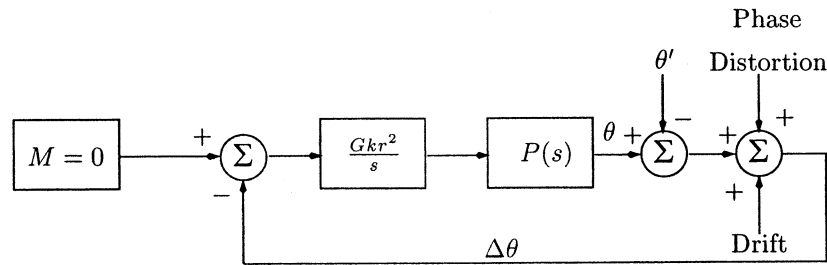 Phase
Distortion
θ′
−
+
M = 0
+
Σ
−
Gkr²
s
P(s)
θ
+
Σ
+
Σ
+
Drift
Δθ